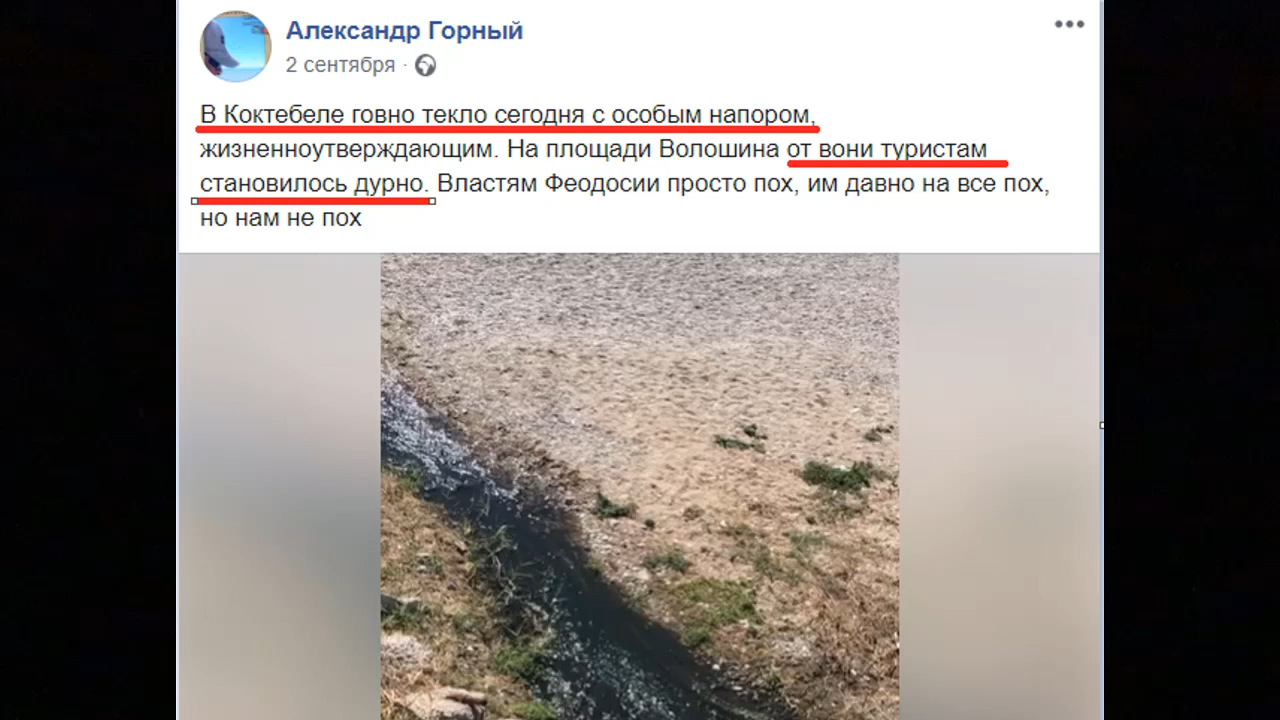 Александр Горный
2 сентября ·
В Коктебеле говно текло сегодня с особым напором,
жизненноутверждающим. На площади Волошина от вони туристам
становилось дурно. Властям Феодосии просто пох, им давно на все пох,
но нам не пох